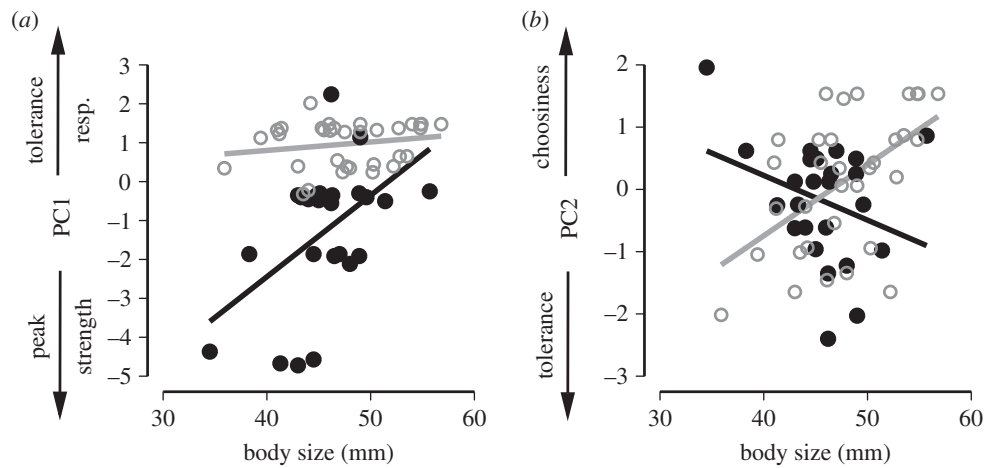 (a)
tolerance
resp.
PC1
peak
strength
3
2
1
0
–1
–2
–3
–4
–5
30 40 50 60
body size (mm)
(b)
choosiness
PC2
tolerance
2
1
0
–1
–2
–3
30 40 50 60
body size (mm)